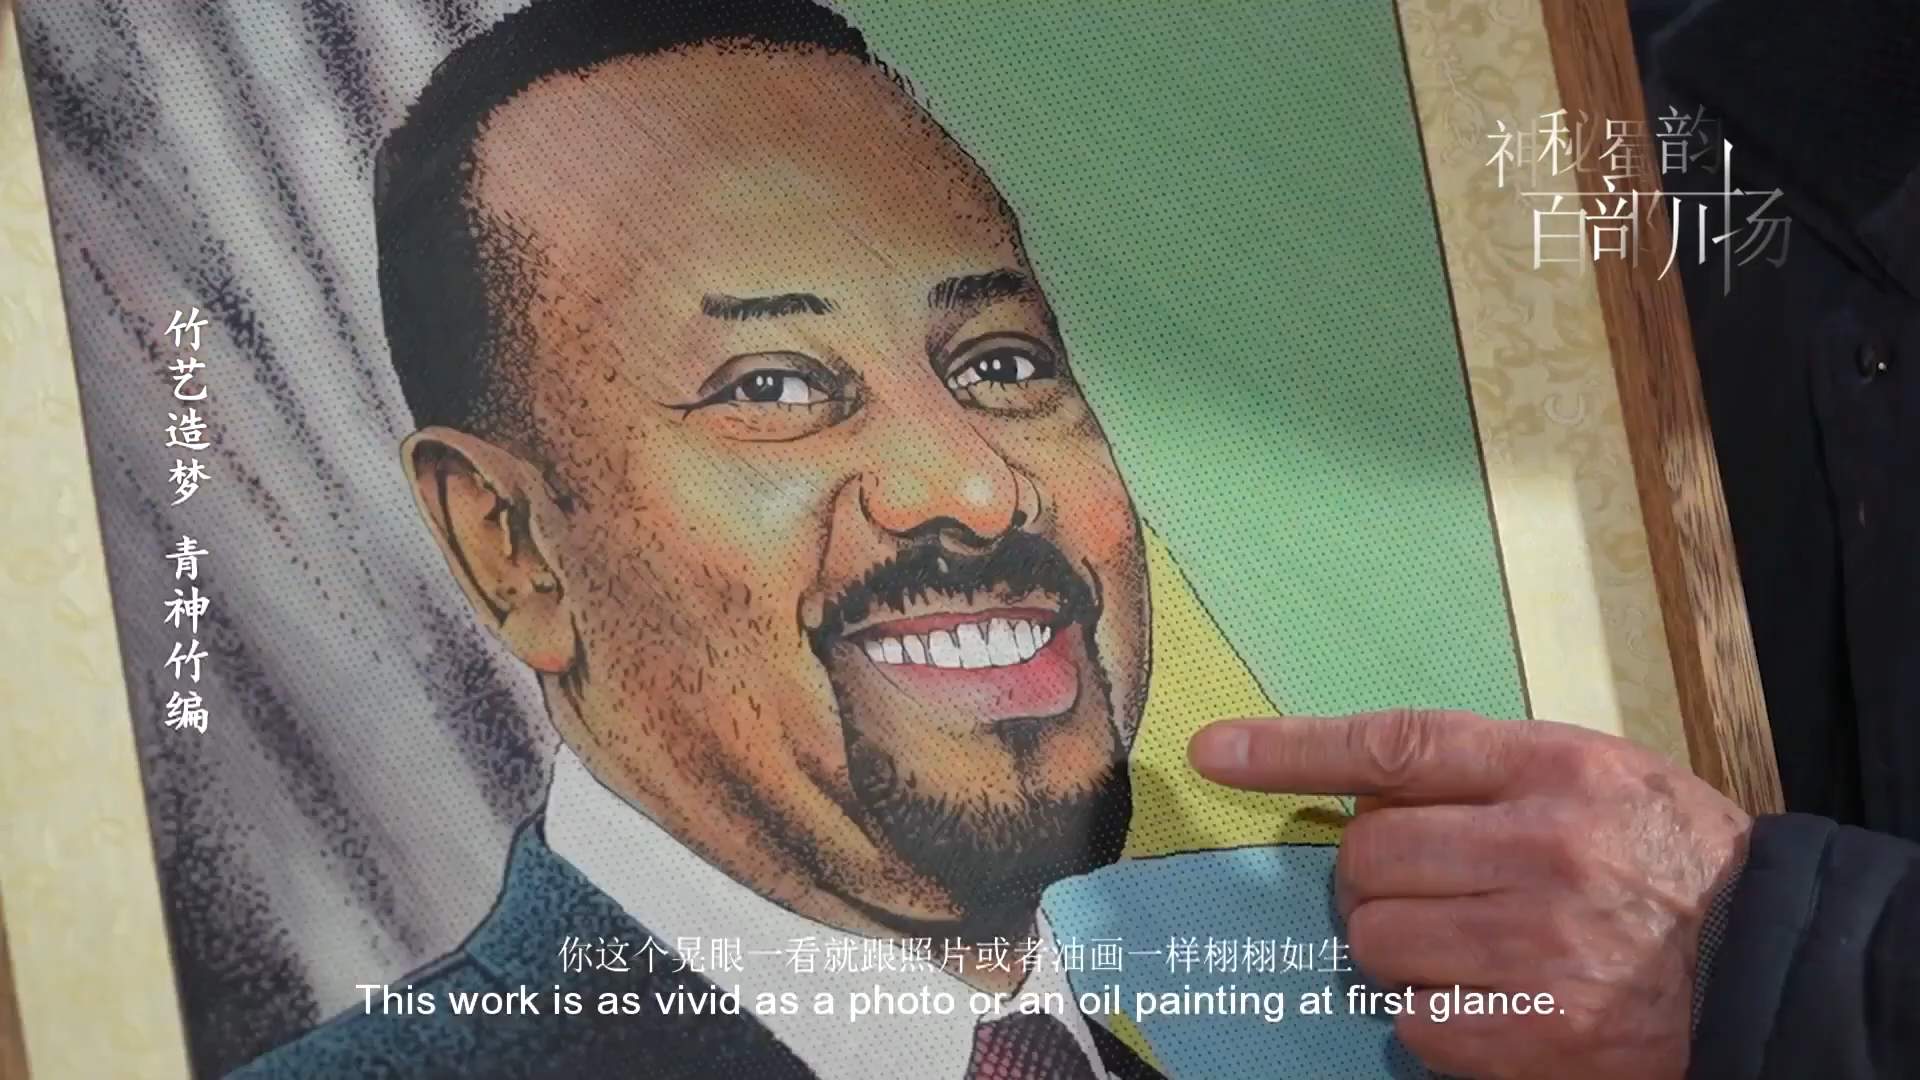 神秘蜀韵
百部川扬
竹艺造梦 青神竹编
你这个晃眼一看就跟照片或者油画一样栩栩如生
This work is as vivid as a photo or an oil painting at first glance.